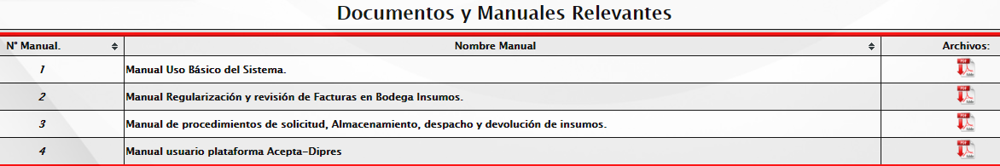 Documentos y Manuales Relevantes
N° Manual. Nombre Manual Archivos:
1 Manual Uso Básico del Sistema.
2 Manual Regularización y revisión de Facturas en Bodega Insumos.
3 Manual de procedimientos de solicitud, Almacenamiento, despacho y devolución de insumos.
4 Manual usuario plataforma Acepta-Dipres